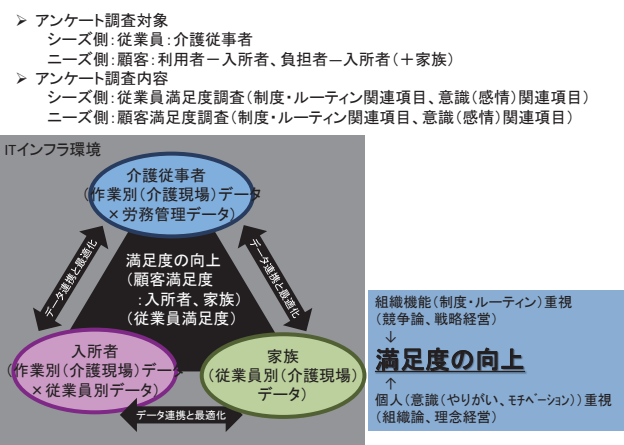 ➢ アンケート調査対象
シーズ側：従業員：介護従事者
ニーズ側：顧客：利用者－入所者、負担者―入所者（＋家族）
➢ アンケート調査内容
シーズ側：従業員満足度調査（制度・ルーティン関連項目、意識（感情）関連項目）
ニーズ側：顧客満足度調査（制度・ルーティン関連項目、意識（感情）関連項目）
ITインフラ環境
介護従事者
（作業別（介護現場）データ
×労務管理データ）
データ連携と最適化
データ連携と最適化
満足度の向上
（顧客満足度
：入所者、家族）
（従業員満足度）
入所者
（作業別（介護現場）データ
×従業員別データ）
家族
（従業員別（介護現場）
データ）
データ連携と最適化
組織機能（制度・ルーティン）重視
（競争論、戦略経営）
↓
満足度の向上
↑
個人（意識（やりがい、ﾓﾁﾍﾞｰｼｮﾝ））重視
（組織論、理念経営）